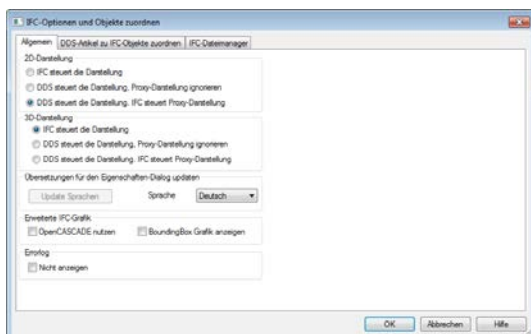 IFC-Optionen und Objekte zuordnen
Allgemein DDS-Artikel zu IFC-Objekte zuordnen IFC-Dateimanager
2D-Darstellung
IFC steuert die Darstellung
DDS steuert die Darstellung, Proxy-Darstellung ignorieren
DDS steuert die Darstellung, IFC steuert Proxy-Darstellung
3D-Darstellung
IFC steuert die Darstellung
DDS steuert die Darstellung, Proxy-Darstellung ignorieren
DDS steuert die Darstellung, IFC steuert Proxy-Darstellung
Übersetzungen für den Eigenschaften-Dialog updaten
Update Sprachen Sprache Deutsch
Erweiterte IFC-Grafik
OpenCASCADE nutzen BoundingBox Grafik anzeigen
Errorlog
Nicht anzeigen
OK Abbrechen Hilfe